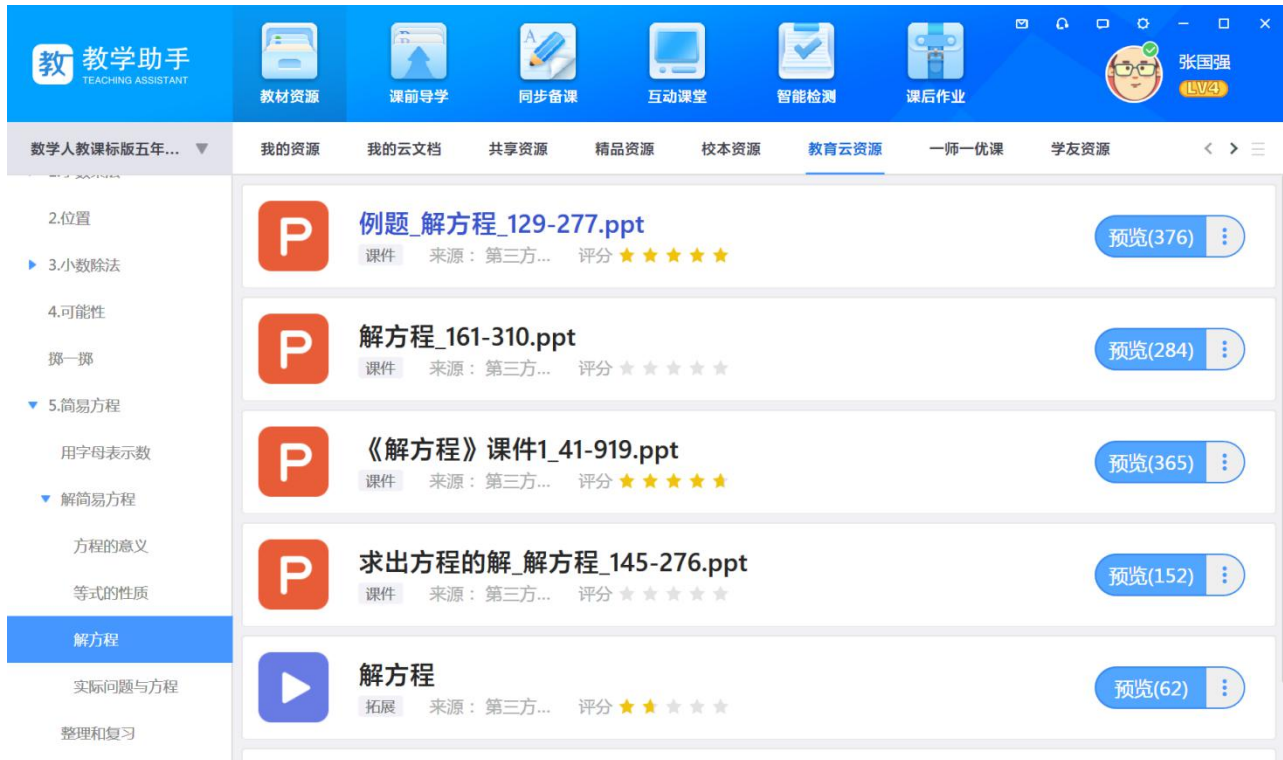 教 教学助手
TEACHING ASSISTANT
教材资源 课前导学 同步备课 互动课堂 智能检测 课后作业
张国强
LV4
数学人教课标版五年... 我的资源 我的云文档 共享资源 精品资源 校本资源 教育云资源 一师一优课 学友资源
2.位置
3.小数除法
4.可能性
掷一掷
5.简易方程
用字母表示数
解简易方程
方程的意义
等式的性质
解方程
实际问题与方程
整理和复习
例题_解方程_129-277.ppt
课件 来源: 第三方... 评分
预览(376)
解方程_161-310.ppt
课件 来源: 第三方... 评分
预览(284)
《解方程》课件1_41-919.ppt
课件 来源: 第三方... 评分
预览(365)
求出方程的解_解方程_145-276.ppt
课件 来源: 第三方... 评分
预览(152)
解方程
拓展 来源: 第三方... 评分
预览(62)